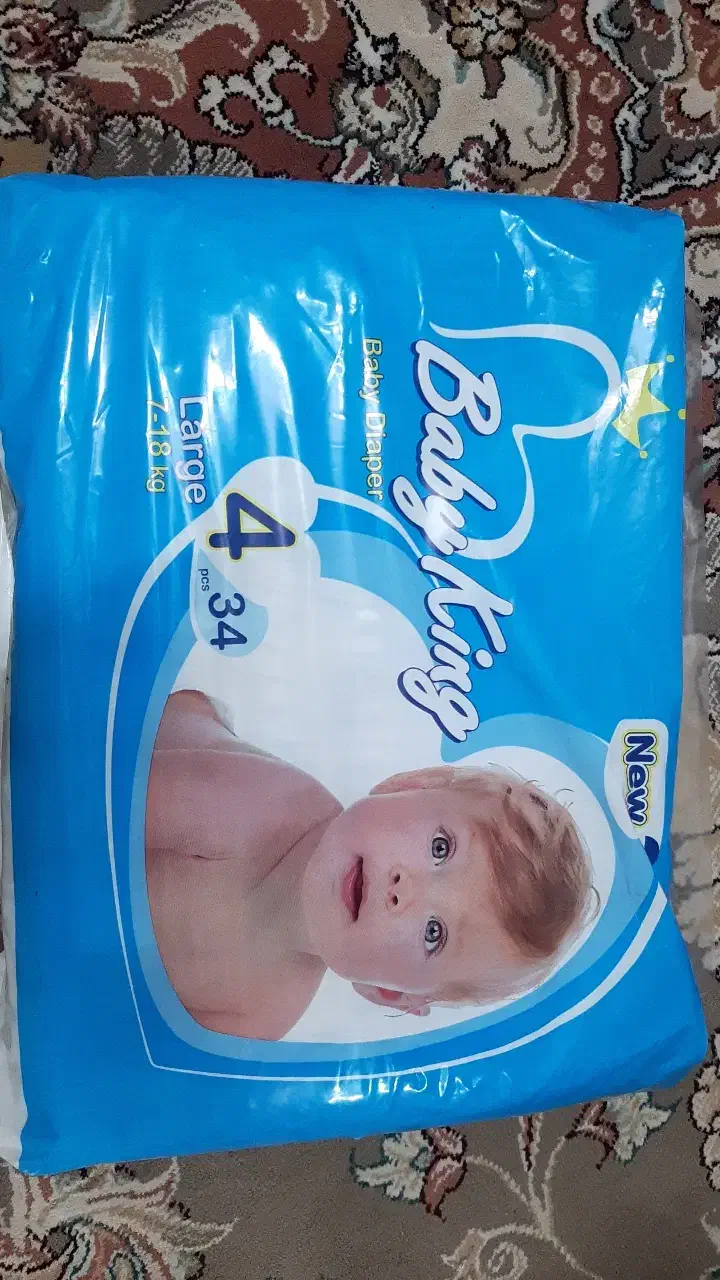 New
Baby King
Baby Diaper
4
34
pcs
Large
7-18 kg